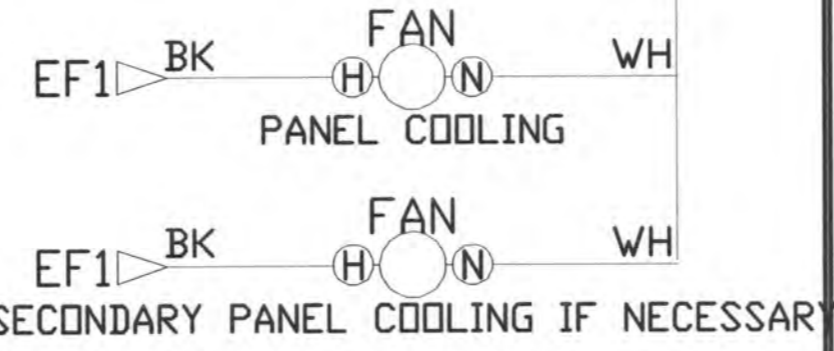 FAN
EF1 BK H N WH
PANEL COOLING
FAN
EF1 BK H N WH
SECONDARY PANEL COOLING IF NECESSARY